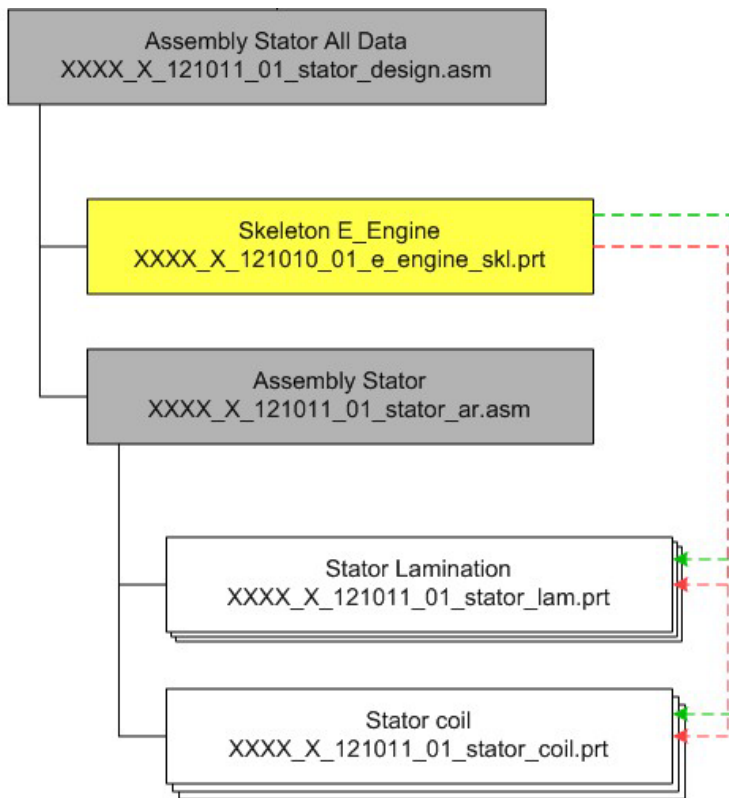 Assembly Stator All Data
XXXX_X_121011_01_stator_design.asm
Skeleton E_Engine
XXXX_X_121010_01_e_engine_skl.prt
Assembly Stator
XXXX_X_121011_01_stator_ar.asm
Stator Lamination
XXXX_X_121011_01_stator_lam.prt
Stator coil
XXXX_X_121011_01_stator_coil.prt